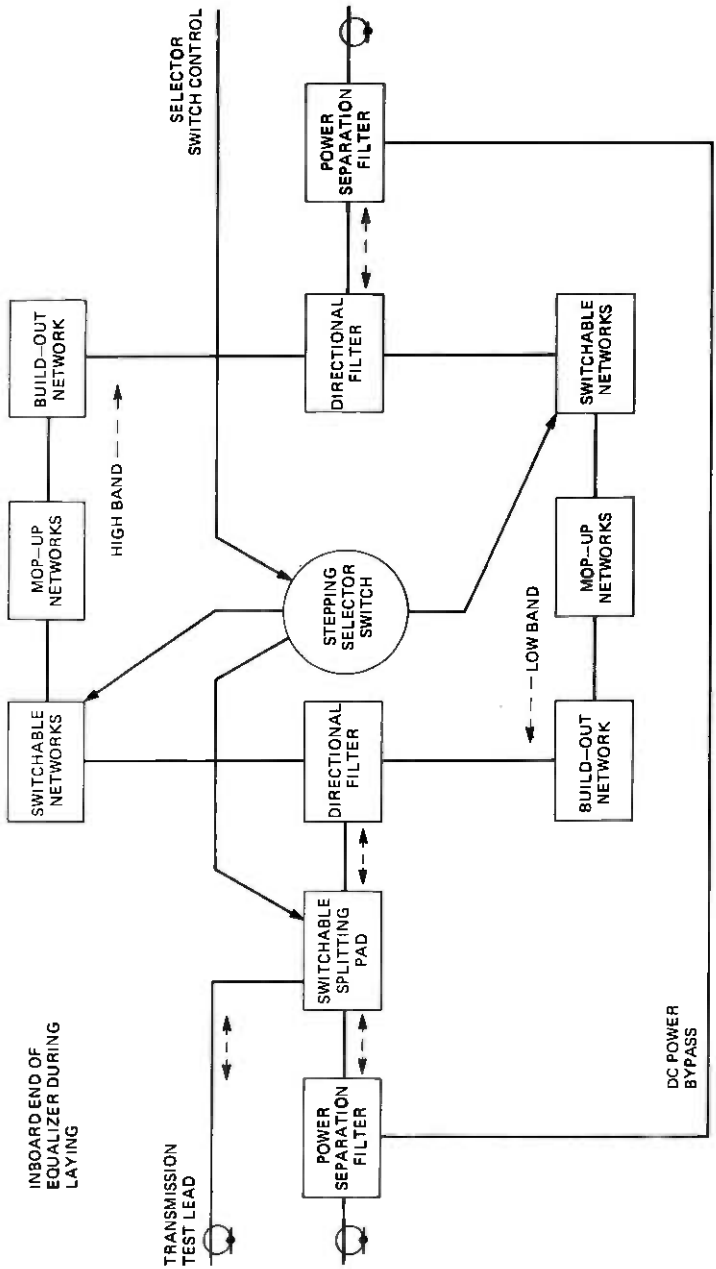 INBOARD END OF
EQUALIZER DURING
LAYING
TRANSMISSION
TEST LEAD
SWITCHABLE
NETWORKS
MOP-UP
NETWORKS
BUILD-OUT
NETWORK
HIGH BAND
SELECTOR
SWITCH CONTROL
POWER
SEPARATION
FILTER
SWITCHABLE
SPLITTING
PAD
DIRECTIONAL
FILTER
STEPPING
SELECTOR
SWITCH
DIRECTIONAL
FILTER
POWER
SEPARATION
FILTER
LOW BAND
BUILD-OUT
NETWORK
MOP-UP
NETWORKS
SWITCHABLE
NETWORKS
DC POWER
BYPASS